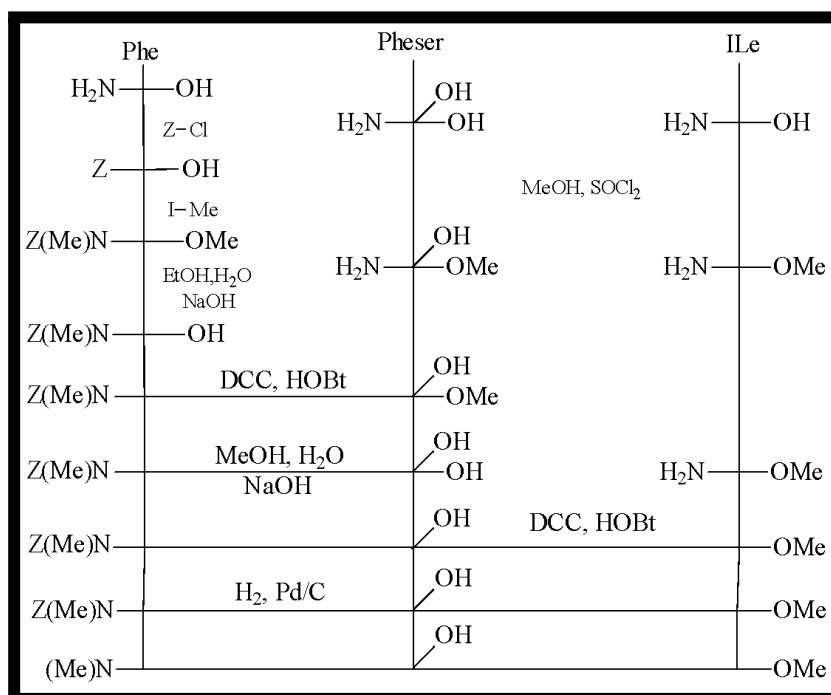 Phe Pheser ILe
H₂N OH OH
H₂N OH H₂N OH
Z–Cl
Z OH
MeOH, SOCl₂
I–Me
Z(Me)N OMe OH
H₂N OMe H₂N OMe
EtOH,H₂O
NaOH
Z(Me)N OH
DCC, HOBt OH
Z(Me)N OMe
MeOH, H₂O OH
Z(Me)N OH H₂N OMe
NaOH
OH DCC, HOBt
Z(Me)N OMe
H₂, Pd/C OH
Z(Me)N OMe
OH
(Me)N OMe